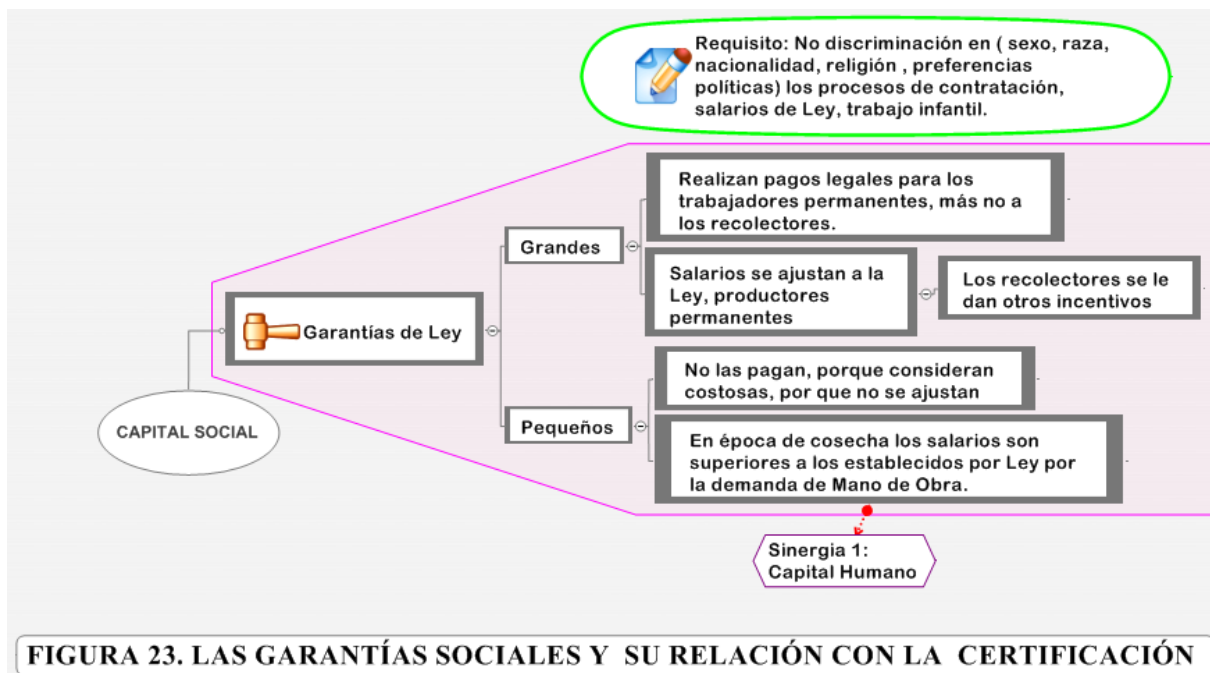 Requisito: No discriminación en ( sexo, raza,
nacionalidad, religión , preferencias
políticas) los procesos de contratación,
salarios de Ley, trabajo infantil.
Realizan pagos legales para los
trabajadores permanentes, más no a
los recolectores.
Grandes
Salarios se ajustan a la
Ley, productores
permanentes
Los recolectores se le
dan otros incentivos
Garantías de Ley
No las pagan, porque consideran
costosas, por que no se ajustan
CAPITAL SOCIAL
Pequeños
En época de cosecha los salarios son
superiores a los establecidos por Ley por
la demanda de Mano de Obra.
Sinergia 1:
Capital Humano
FIGURA 23. LAS GARANTÍAS SOCIALES Y SU RELACIÓN CON LA CERTIFICACIÓN